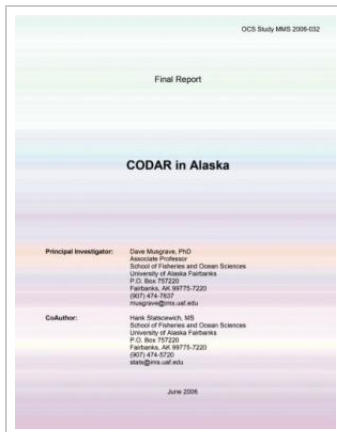 OCS Study MMS 2006-032
Final Report
CODAR in Alaska
Principal Investigator: Dave Musgrave, PhD
Associate Professor
School of Fisheries and Ocean Sciences
University of Alaska Fairbanks
P.O. Box 757220
Fairbanks, AK 99775-7220
(907) 474-7837
musgrave@ims.uaf.edu
CoAuthor: Hank Statscewich, MS
School of Fisheries and Ocean Sciences
University of Alaska Fairbanks
P.O. Box 757220
Fairbanks, AK 99775-7220
(907) 474-5720
stats@ims.uaf.edu
June 2006